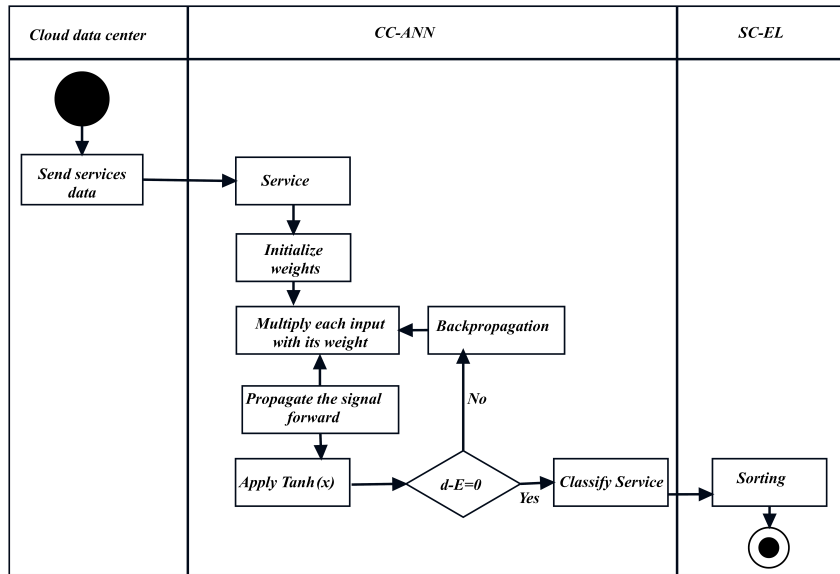 Cloud data center
CC-ANN
SC-EL
Send services
data
Service
Initialize
weights
Multiply each input
with its weight
Backpropagation
Propagate the signal
forward
No
Apply Tanh(x)
d-E=0
Yes
Classify Service
Sorting